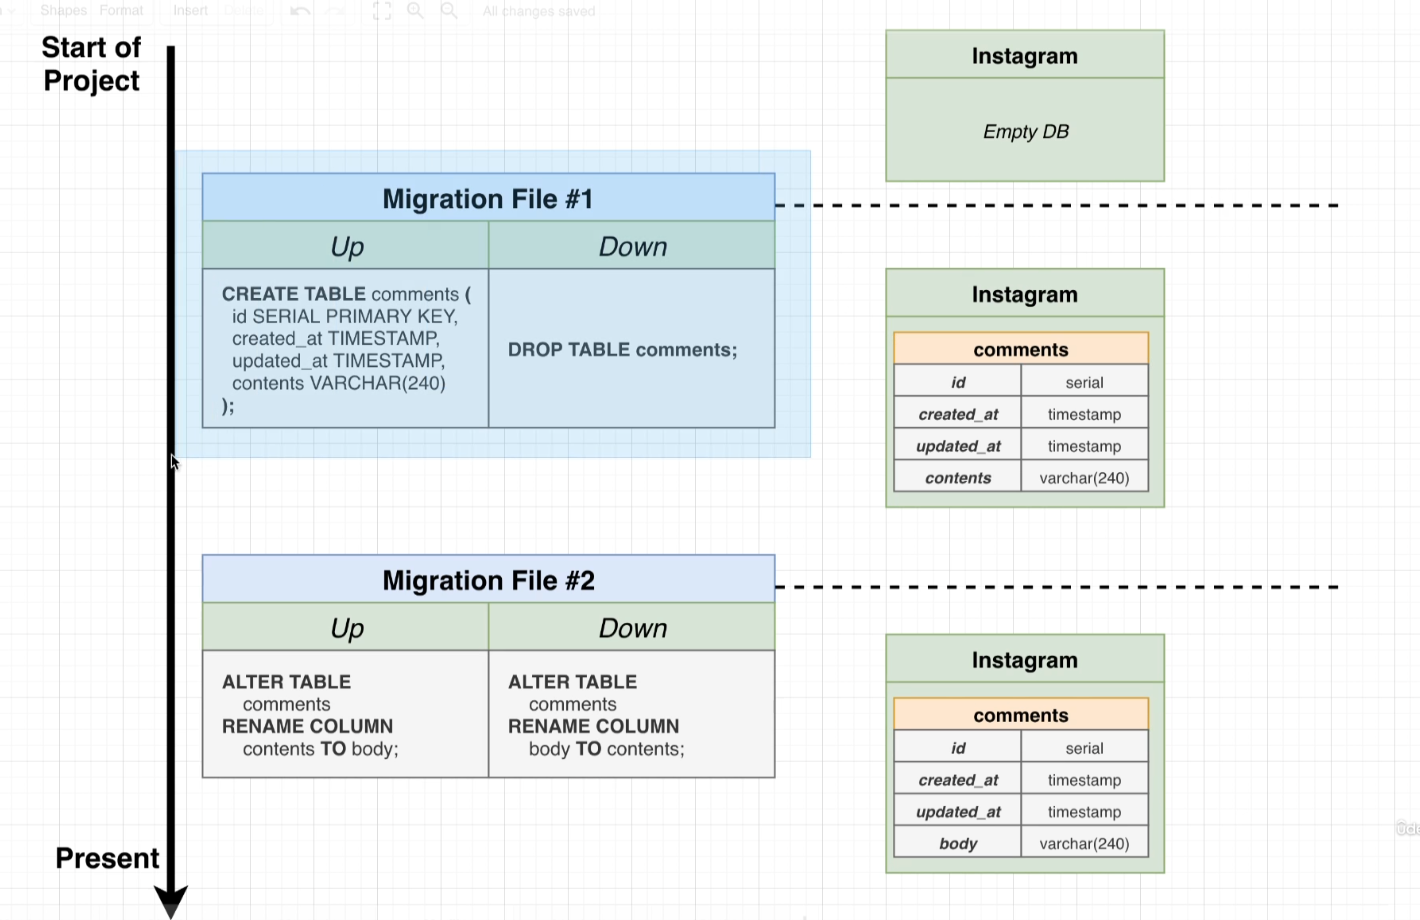 Shapes Format Insert Delete All changes saved
Start of
Project
Instagram
Empty DB
Migration File #1
Up Down
CREATE TABLE comments (
id SERIAL PRIMARY KEY,
created_at TIMESTAMP,
updated_at TIMESTAMP,
contents VARCHAR(240)
);
DROP TABLE comments;
Instagram
comments
id serial
created_at timestamp
updated_at timestamp
contents varchar(240)
Migration File #2
Up Down
ALTER TABLE
comments
RENAME COLUMN
contents TO body;
ALTER TABLE
comments
RENAME COLUMN
body TO contents;
Instagram
comments
id serial
created_at timestamp
updated_at timestamp
body varchar(240)
Present